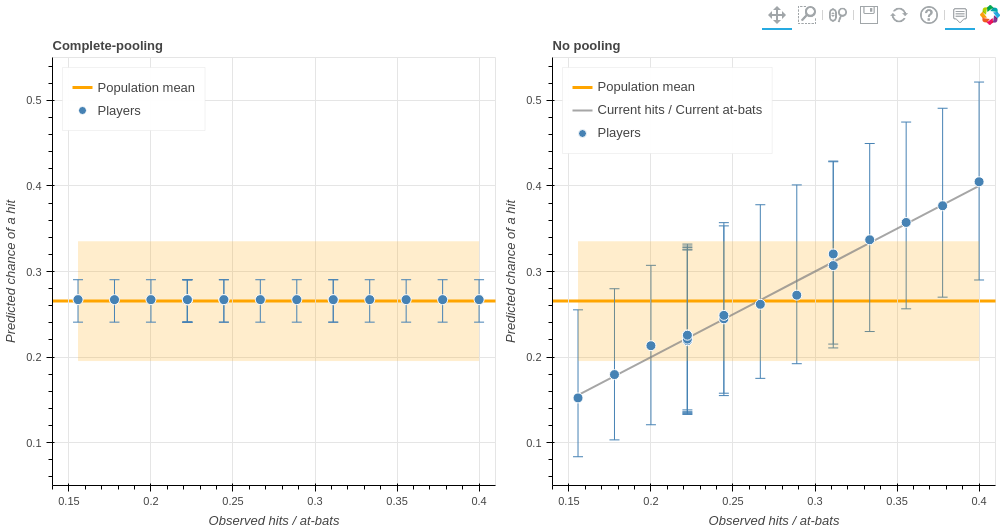 Complete-pooling
Population mean
Players
0.5
0.4
0.3
0.2
0.1
Predicted chance of a hit
0.15
0.2
0.25
0.3
0.35
0.4
Observed hits / at-bats
No pooling
Population mean
Current hits / Current at-bats
Players
0.5
0.4
0.3
0.2
0.1
Predicted chance of a hit
0.15
0.2
0.25
0.3
0.35
0.4
Observed hits / at-bats